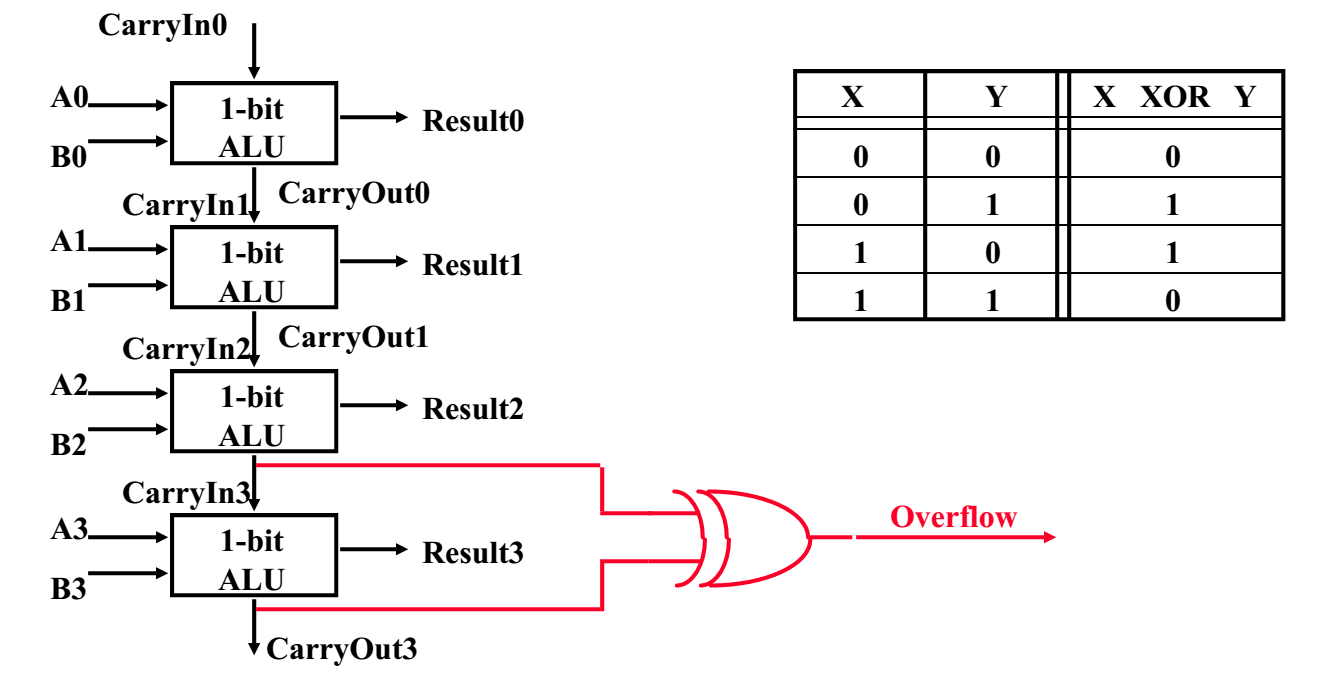 CarryIn0
A0
B0
1-bit
ALU
Result0
CarryIn1
CarryOut0
A1
B1
1-bit
ALU
Result1
CarryIn2
CarryOut1
A2
B2
1-bit
ALU
Result2
CarryIn3
A3
B3
1-bit
ALU
Result3
CarryOut3
Overflow
X Y X XOR Y
0 0 0
0 1 1
1 0 1
1 1 0